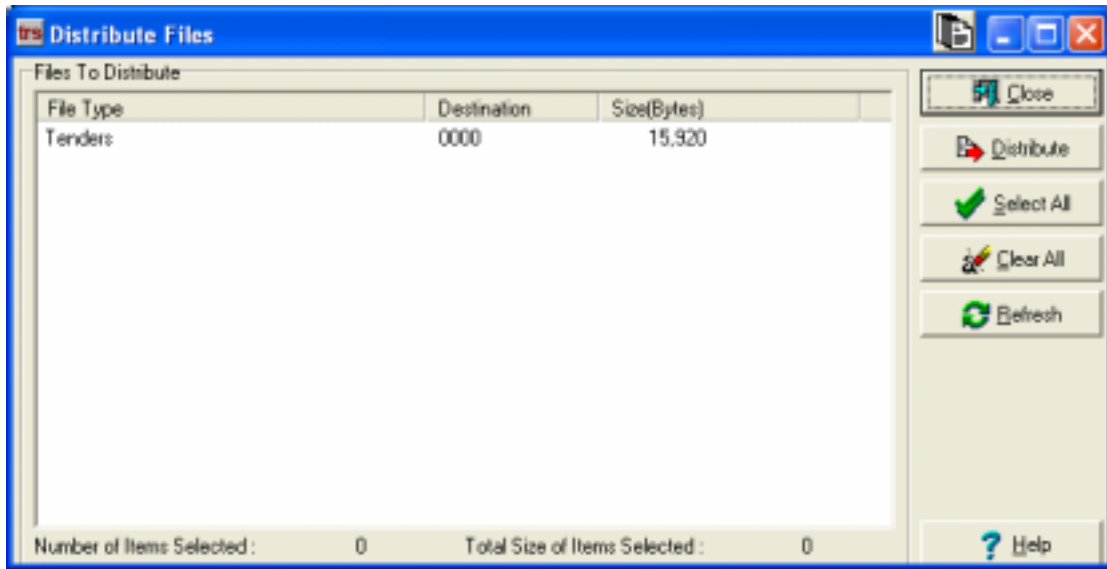 trs Distribute Files
Files To Distribute
File Type Destination Size(Bytes)
Tenders 0000 15,920
Number of Items Selected : 0 Total Size of Items Selected : 0
Close
Distribute
Select All
Clear All
Refresh
Help